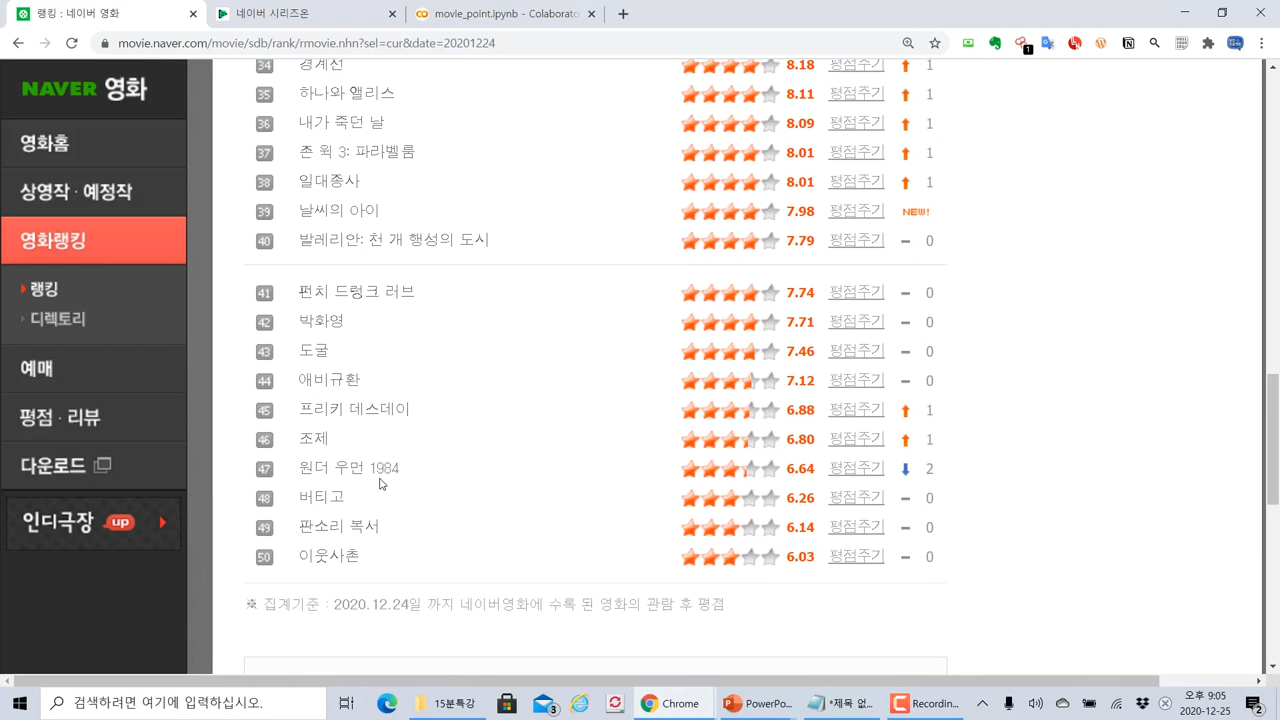 랭킹 : 네이버 영화
네이버 시리즈온
movie_point.ipynb - Colaborato
movie.naver.com/movie/sdb/rank/rmovie.nhn?sel=cur&date=20201224
NAVER 영화
영화홈
상영작 · 예정작
영화랭킹
랭킹
디렉토리
예매
평점 · 리뷰
다운로드
인디극장 up
34 경계선 8.18 평점주기 1
35 하나와 앨리스 8.11 평점주기 1
36 내가 죽던 날 8.09 평점주기 1
37 존 윅 3: 파라벨룸 8.01 평점주기 1
38 일대종사 8.01 평점주기 1
39 날씨의 아이 7.98 평점주기 NEW!
40 발레리안: 천 개 행성의 도시 7.79 평점주기 0
41 펀치 드렁크 러브 7.74 평점주기 0
42 박화영 7.71 평점주기 0
43 도굴 7.46 평점주기 0
44 애비규환 7.12 평점주기 0
45 프리키 데스데이 6.88 평점주기 1
46 조제 6.80 평점주기 1
47 원더 우먼 1984 6.64 평점주기 2
48 버티고 6.26 평점주기 0
49 판소리 복서 6.14 평점주기 0
50 이웃사촌 6.03 평점주기 0
※ 집계기준 : 2020.12.24일 까지 네이버영화에 수록 된 영화의 관람 후 평점
검색하려면 여기에 입력하십시오.
15분특강
3
Chrome
PowerPo...
*제목 없...
Recording...
오후 9:05
2020-12-25
2